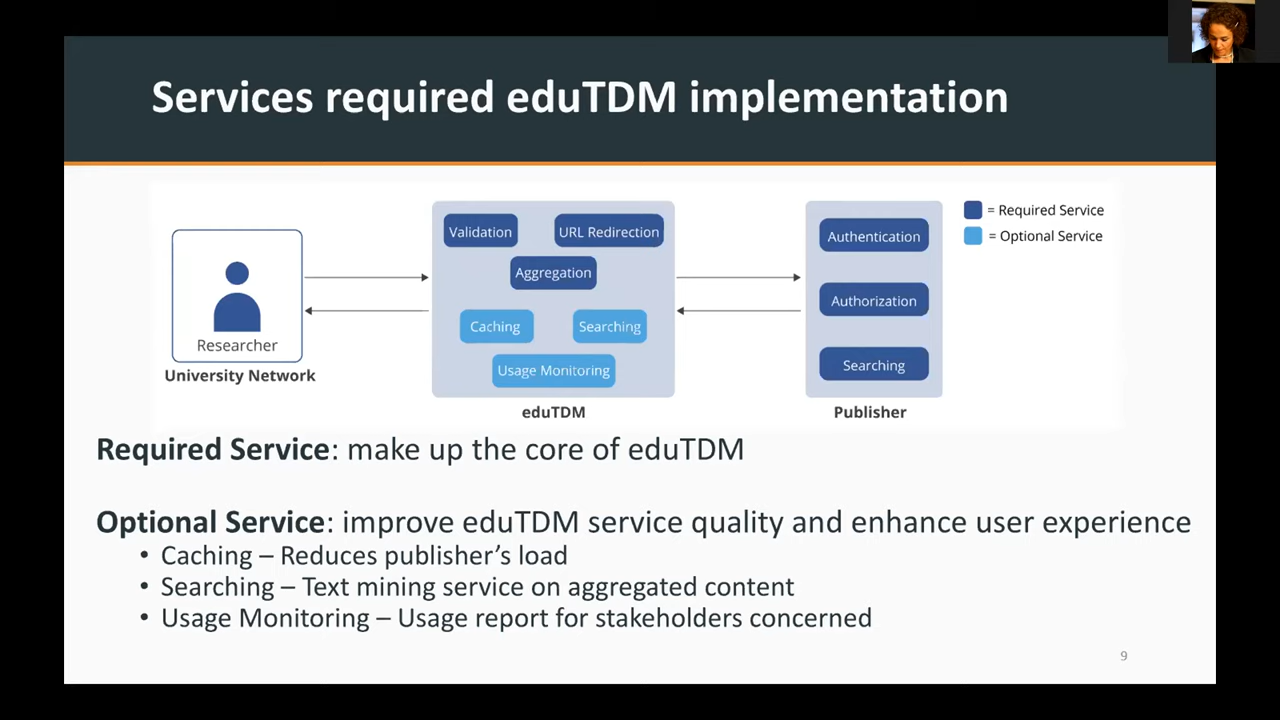 Services required eduTDM implementation
Validation
URL Redirection
Aggregation
Caching
Searching
Usage Monitoring
eduTDM
Researcher
University Network
Authentication
Authorization
Searching
Publisher
= Required Service
= Optional Service
Required Service: make up the core of eduTDM
Optional Service: improve eduTDM service quality and enhance user experience
• Caching – Reduces publisher’s load
• Searching – Text mining service on aggregated content
• Usage Monitoring – Usage report for stakeholders concerned
9